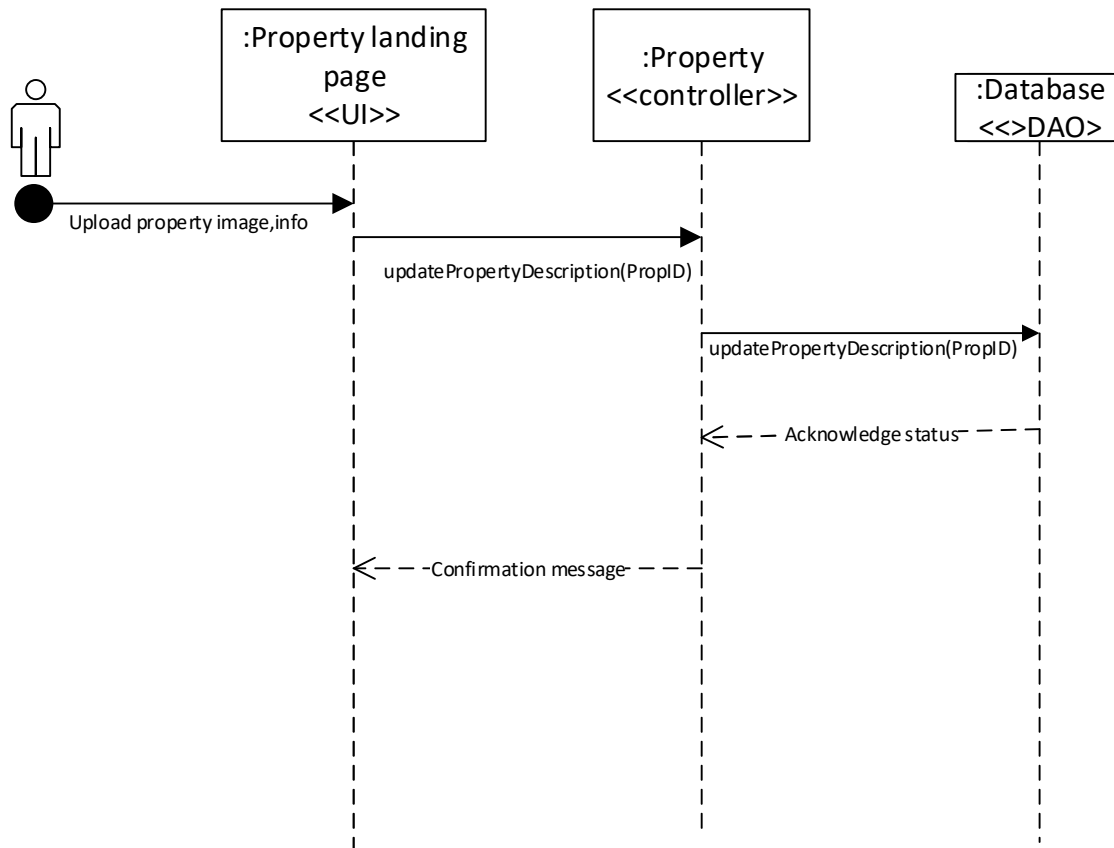 :Property landing
page
<<UI>>
:Property
<<controller>>
:Database
<<>DAO>
Upload property image,info
updatePropertyDescription(PropID)
updatePropertyDescription(PropID)
Acknowledge status
Confirmation message